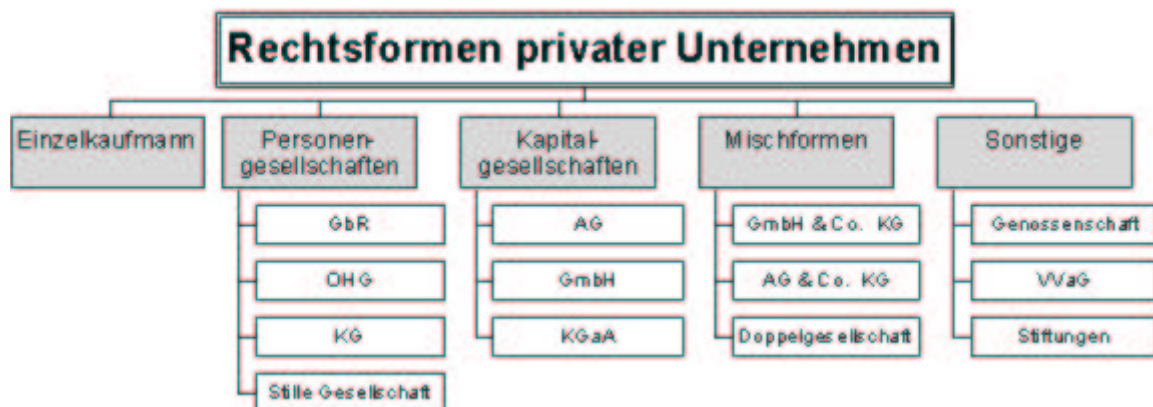 Rechtsformen privater Unternehmen
Einzelkaufmann
Personen-
gesellschaften
GbR
OHG
KG
Stille Gesellschaft
Kapital-
gesellschaften
AG
GmbH
KGaA
Mischformen
GmbH & Co. KG
AG & Co. KG
Doppelgesellschaft
Sonstige
Genossenschaft
VVaG
Stiftungen